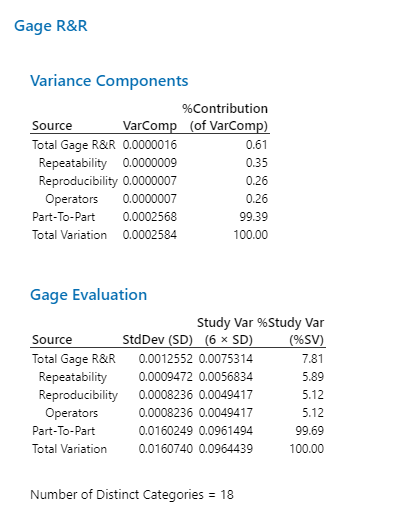 Gage R&R
Variance Components
%Contribution
Source VarComp (of VarComp)
Total Gage R&R 0.0000016 0.61
Repeatability 0.0000009 0.35
Reproducibility 0.0000007 0.26
Operators 0.0000007 0.26
Part-To-Part 0.0002568 99.39
Total Variation 0.0002584 100.00
Gage Evaluation
Study Var %Study Var
Source StdDev (SD) (6 × SD) (%SV)
Total Gage R&R 0.0012552 0.0075314 7.81
Repeatability 0.0009472 0.0056834 5.89
Reproducibility 0.0008236 0.0049417 5.12
Operators 0.0008236 0.0049417 5.12
Part-To-Part 0.0160249 0.0961494 99.69
Total Variation 0.0160740 0.0964439 100.00
Number of Distinct Categories = 18